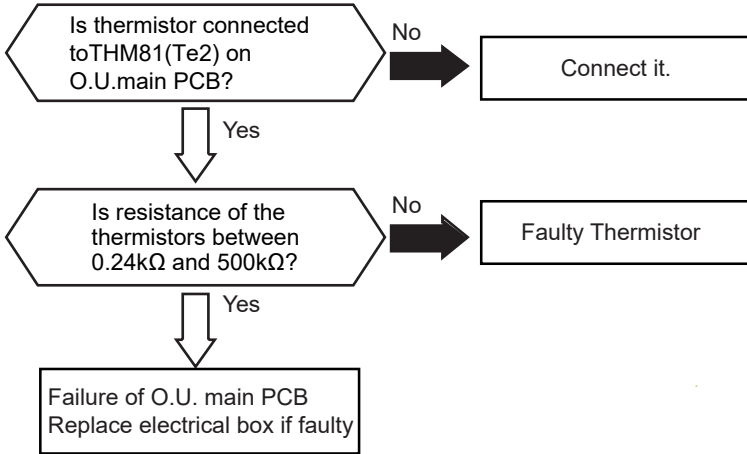 Is thermistor connected
toTHM81(Te2) on
O.U.main PCB?
No
Connect it.
Yes
Is resistance of the
thermistors between
0.24kΩ and 500kΩ?
No
Faulty Thermistor
Yes
Failure of O.U. main PCB
Replace electrical box if faulty